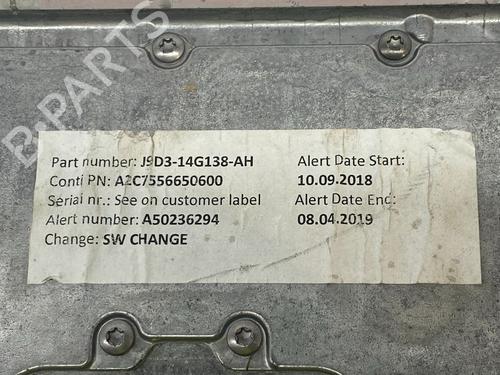 Part number: J9D3-14G138-AH
Conti PN: A2C7556650600
Serial nr.: See on customer label
Alert number: A50236294
Change: SW CHANGE
Alert Date Start:
10.09.2018
Alert Date End:
08.04.2019
B-PARTS